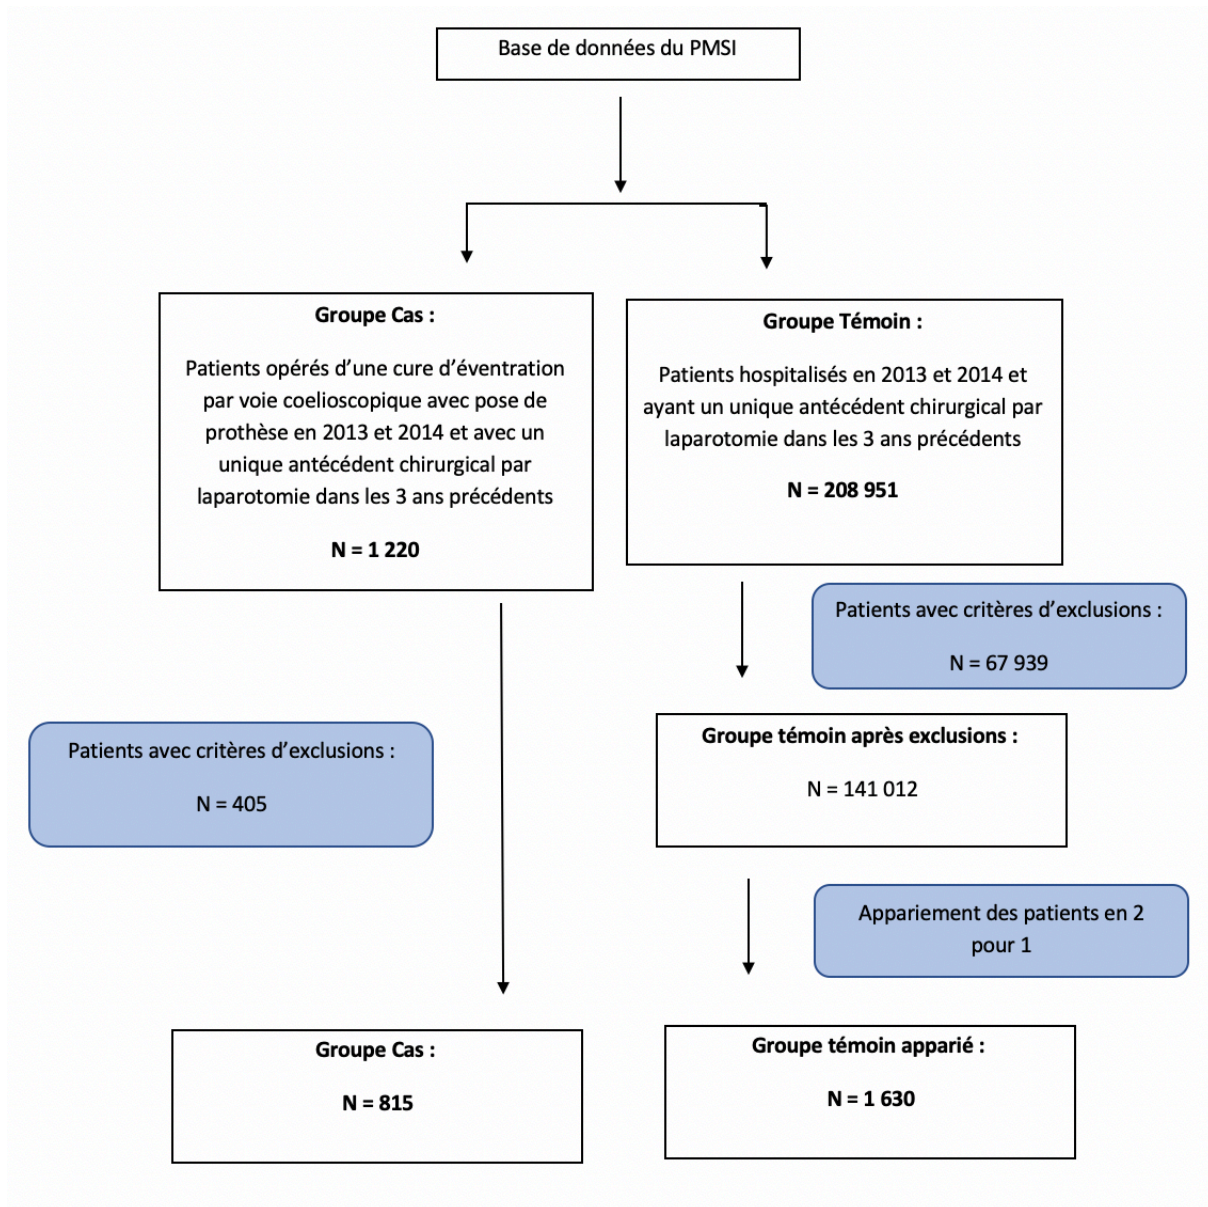 Base de données du PMSI
Groupe Cas :
Patients opérés d’une cure d’éventration
par voie coelioscopique avec pose de
prothèse en 2013 et 2014 et avec un
unique antécédent chirurgical par
laparotomie dans les 3 ans précédents
N = 1 220
Groupe Témoin :
Patients hospitalisés en 2013 et 2014 et
ayant un unique antécédent chirurgical par
laparotomie dans les 3 ans précédents
N = 208 951
Patients avec critères d’exclusions :
N = 67 939
Patients avec critères d’exclusions :
N = 405
Groupe témoin après exclusions :
N = 141 012
Appariement des patients en 2
pour 1
Groupe Cas :
N = 815
Groupe témoin apparié :
N = 1 630